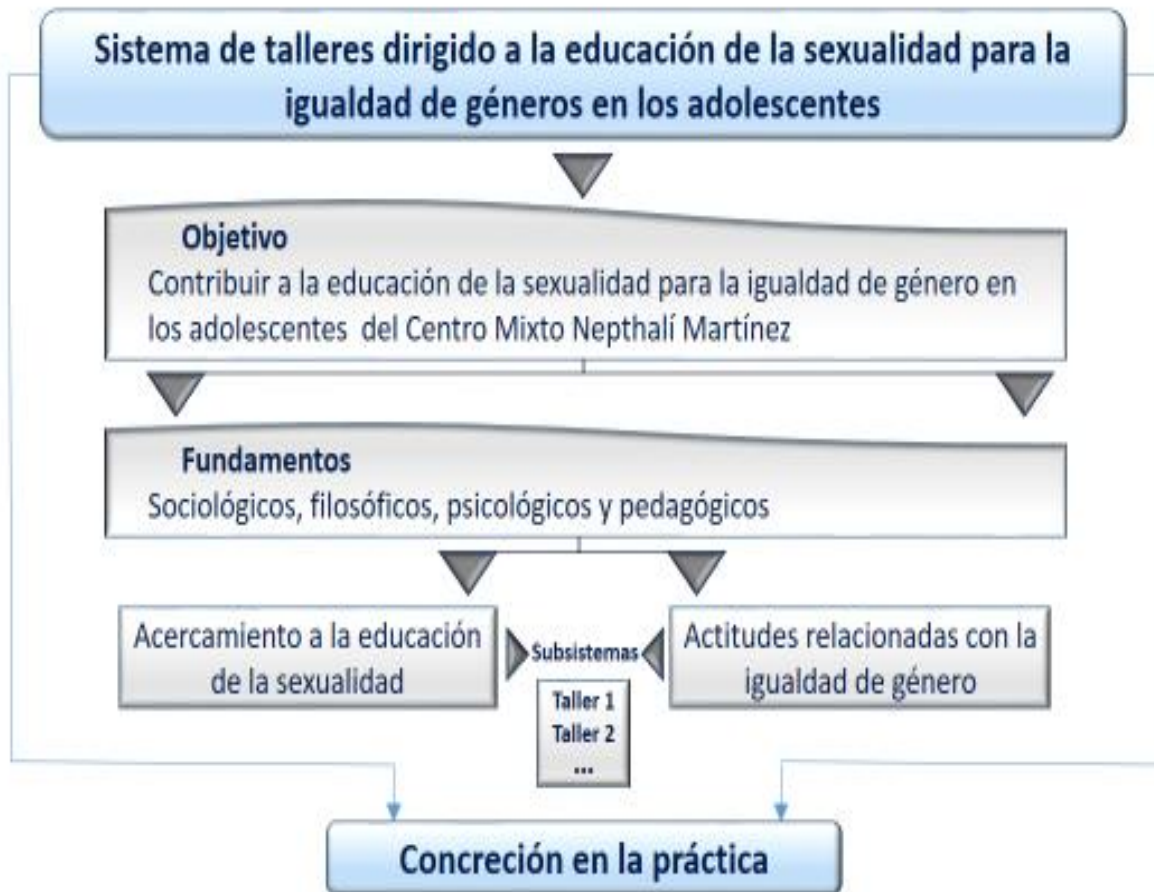 Sistema de talleres dirigido a la educación de la sexualidad para la
igualdad de géneros en los adolescentes
Objetivo
Contribuir a la educación de la sexualidad para la igualdad de género en
los adolescentes del Centro Mixto Nepthalí Martínez
Fundamentos
Sociológicos, filosóficos, psicológicos y pedagógicos
Acercamiento a la educación
de la sexualidad
Subsistemas
Actitudes relacionadas con la
igualdad de género
Taller 1
Taller 2
...
Concreción en la práctica